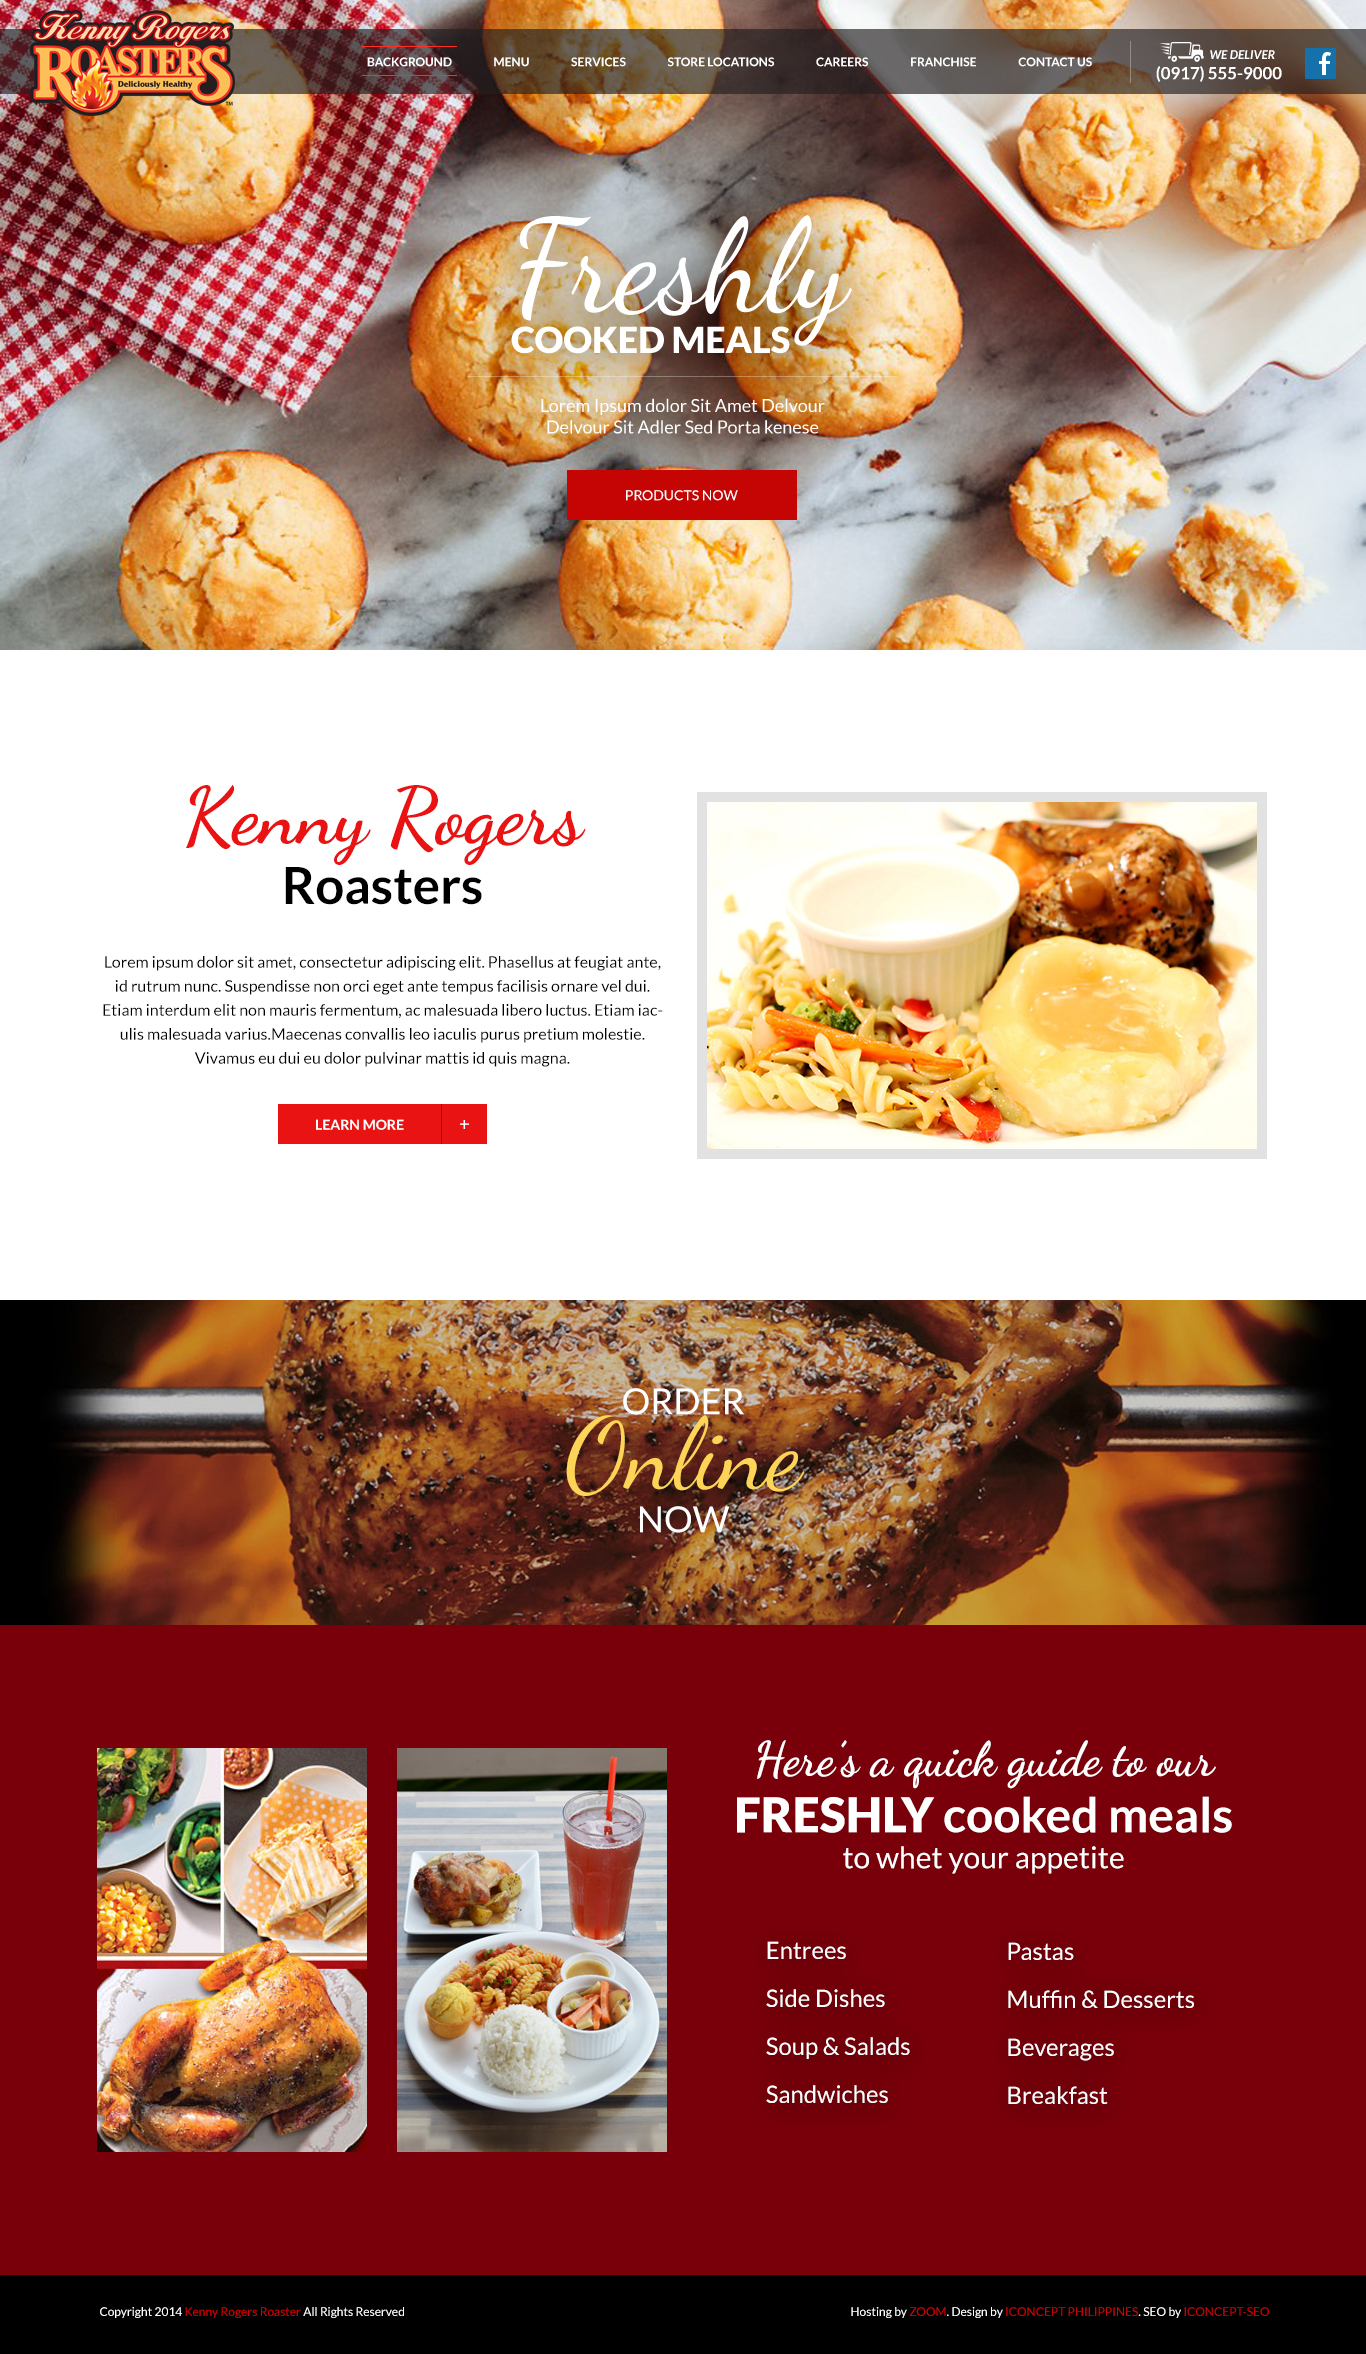 Kenny Rogers
ROASTERS
Deliciously Healthy
TM
BACKGROUND
MENU
SERVICES
STORE LOCATIONS
CAREERS
FRANCHISE
CONTACT US
WE DELIVER
(0917) 555-9000
f
Freshly
COOKED MEALS
Lorem Ipsum dolor Sit Amet Delvour
Delvour Sit Adler Sed Porta kenese
PRODUCTS NOW
Kenny Rogers
Roasters
Lorem ipsum dolor sit amet, consectetur adipiscing elit. Phasellus at feugiat ante,
id rutrum nunc. Suspendisse non orci eget ante tempus facilisis ornare vel dui.
Etiam interdum elit non mauris fermentum, ac malesuada libero luctus. Etiam iac-
ulis malesuada varius.Maecenas convallis leo iaculis purus pretium molestie.
Vivamus eu dui eu dolor pulvinar mattis id quis magna.
LEARN MORE +
ORDER
Online
NOW
Here's a quick guide to our
FRESHLY cooked meals
to whet your appetite
Entrees
Side Dishes
Soup & Salads
Sandwiches
Pastas
Muffin & Desserts
Beverages
Breakfast
Copyright 2014 Kenny Rogers Roaster All Rights Reserved
Hosting by ZOOM. Design by ICONCEPT PHILIPPINES. SEO by ICONCEPT-SEO